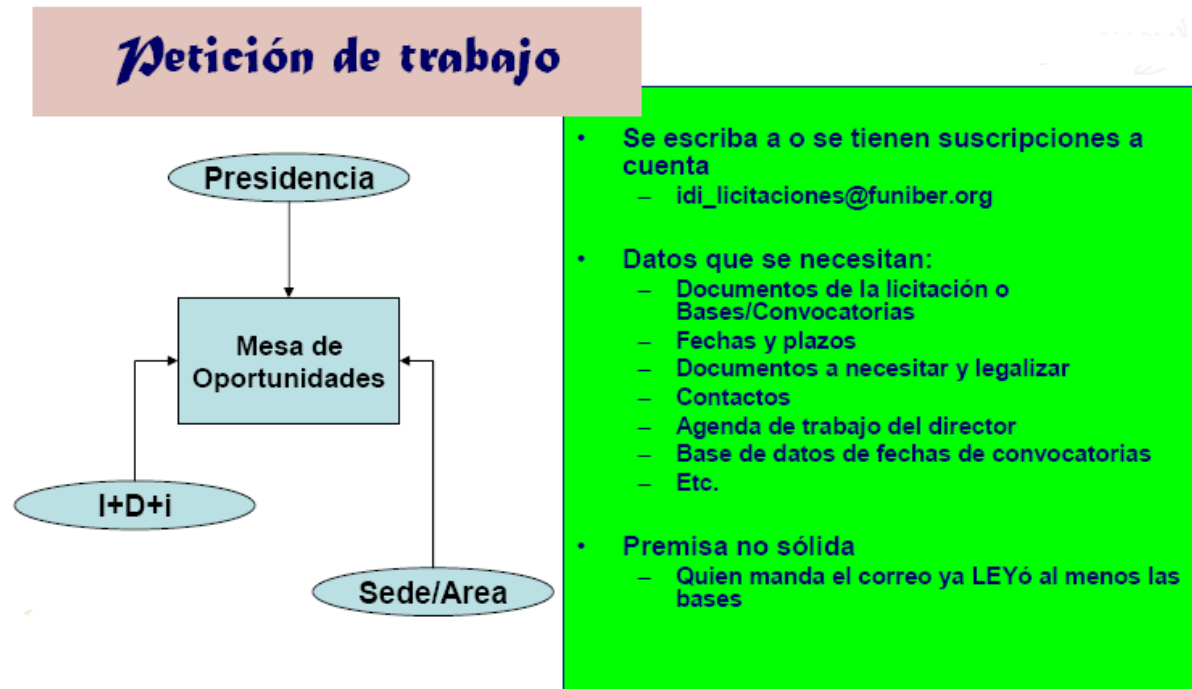 Petición de trabajo
Presidencia
Mesa de
Oportunidades
I+D+i
Sede/Area
• Se escriba a o se tienen suscripciones a
cuenta
– idi_licitaciones@funiber.org
• Datos que se necesitan:
– Documentos de la licitación o
Bases/Convocatorias
– Fechas y plazos
– Documentos a necesitar y legalizar
– Contactos
– Agenda de trabajo del director
– Base de datos de fechas de convocatorias
– Etc.
• Premisa no sólida
– Quien manda el correo ya LEYó al menos las
bases